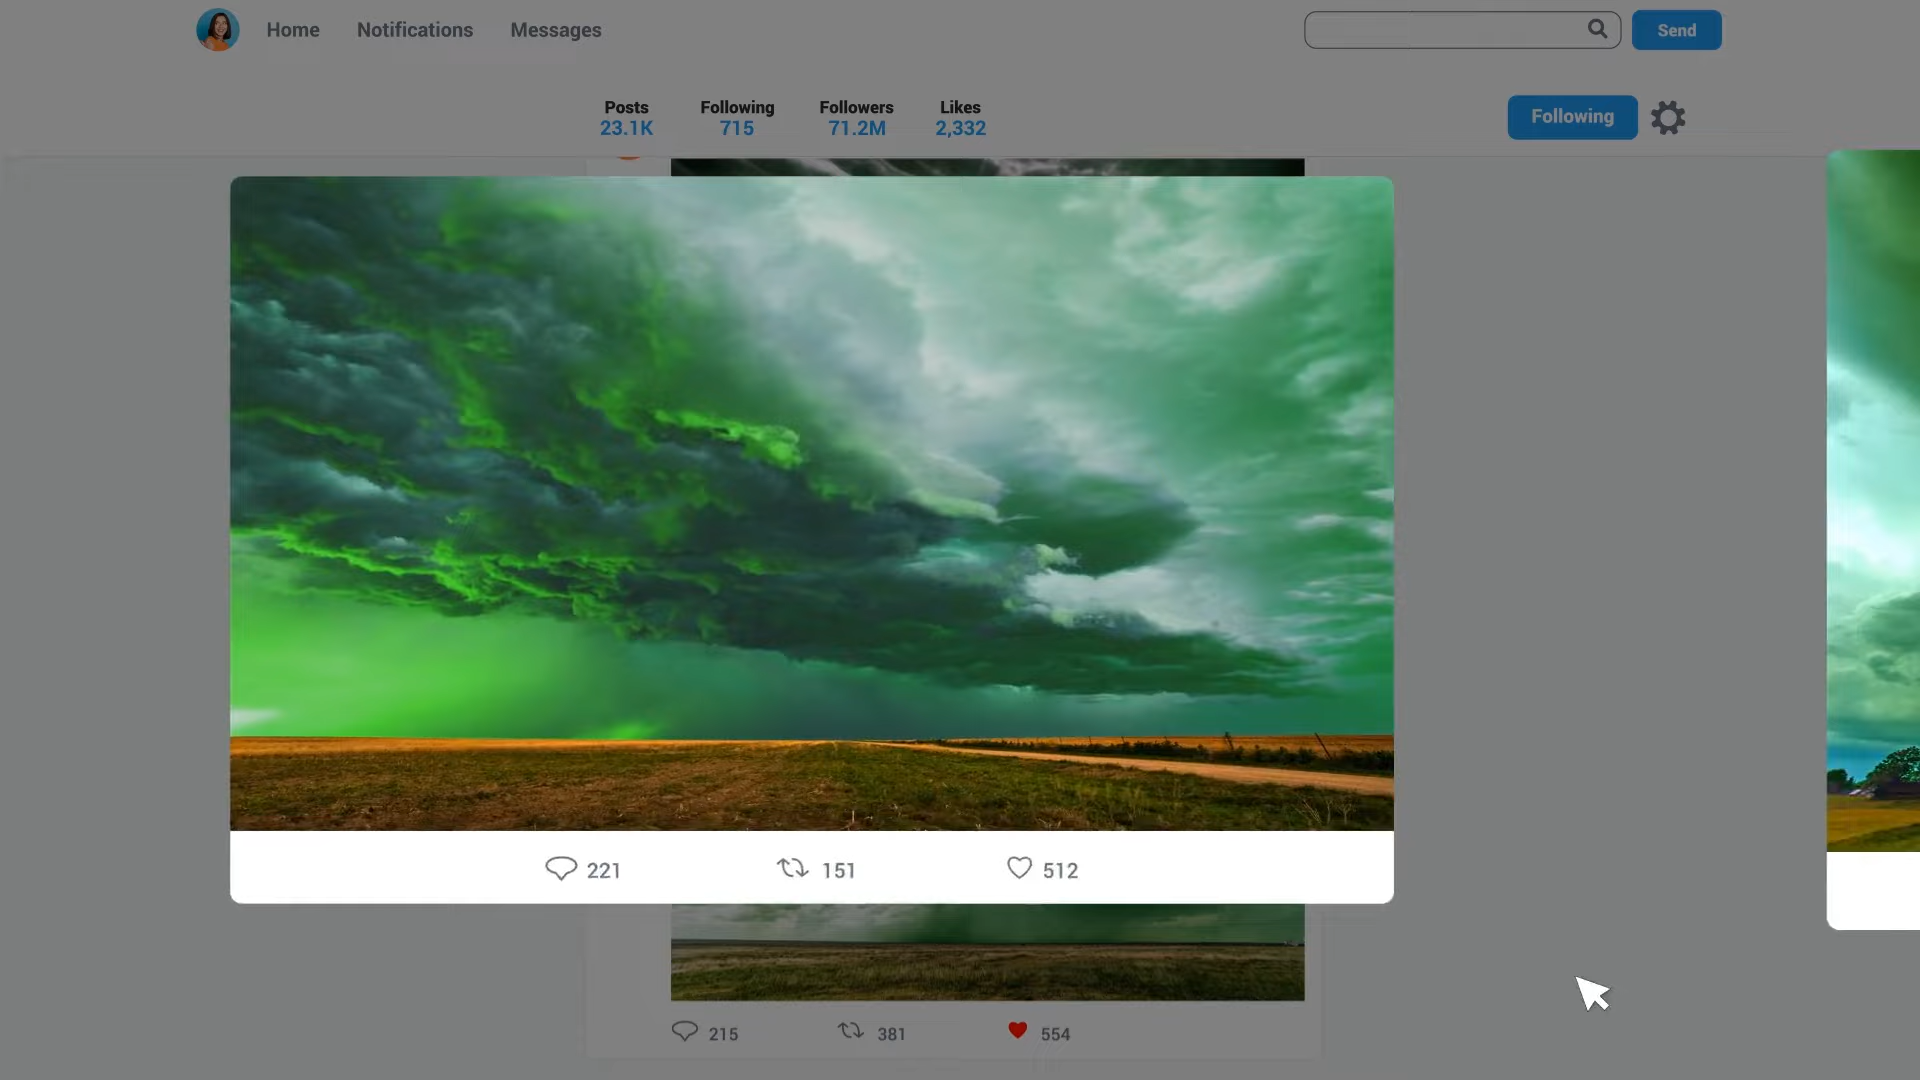 Home Notifications Messages
Send
Posts Following Followers Likes
23.1K 715 71.2M 2,332
Following
221 151 512
215 381 554